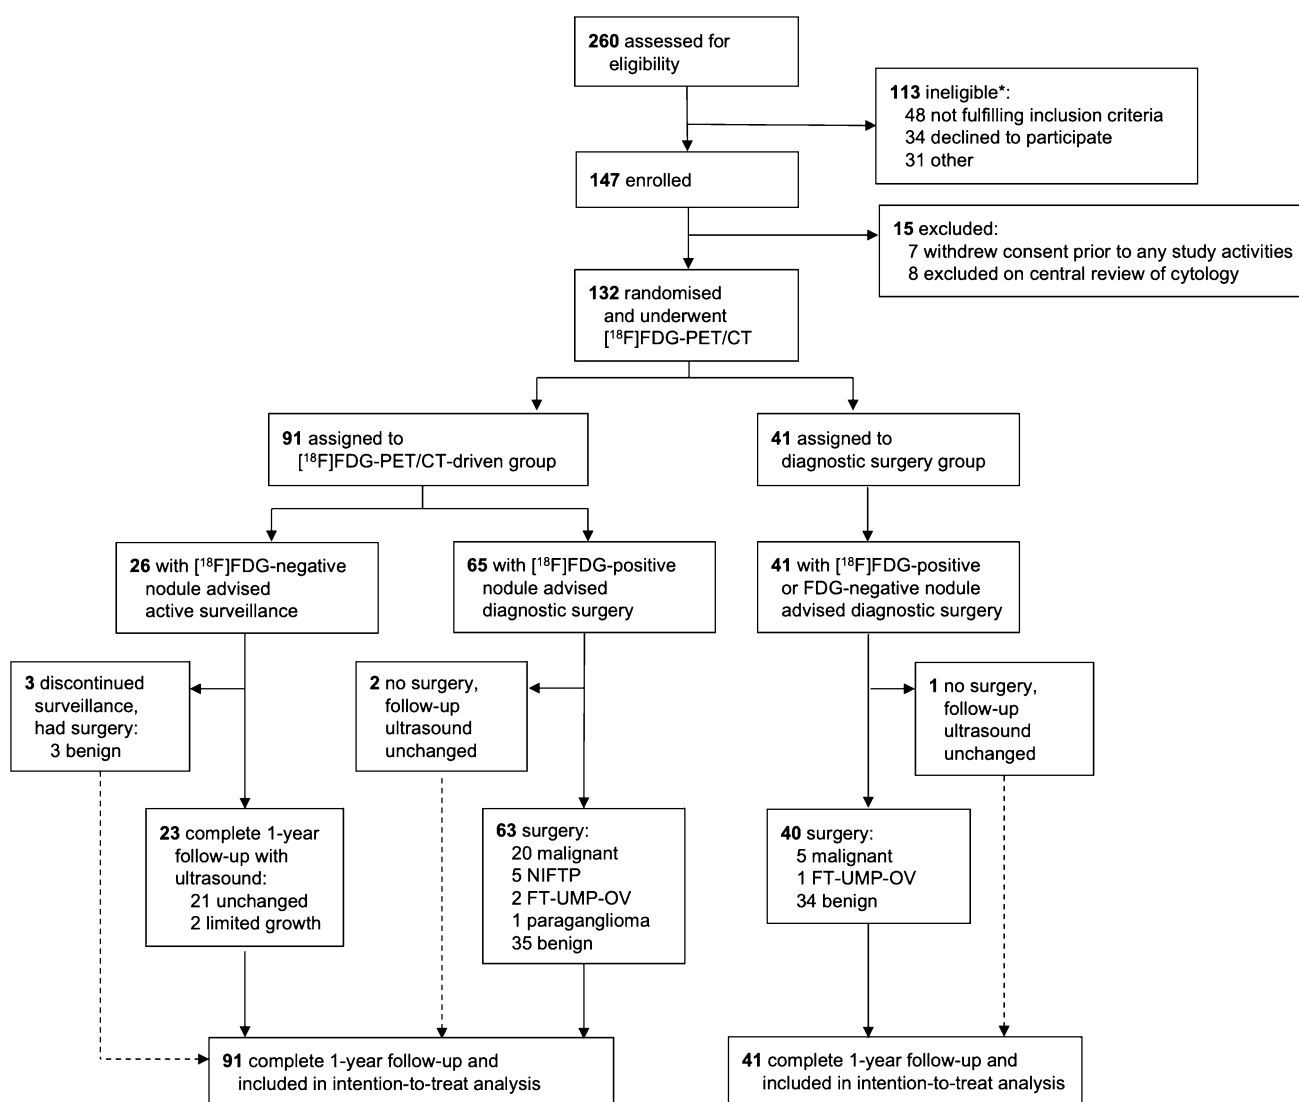 260 assessed for
eligibility
113 ineligible*:
48 not fulfilling inclusion criteria
34 declined to participate
31 other
147 enrolled
15 excluded:
7 withdrew consent prior to any study activities
8 excluded on central review of cytology
132 randomised
and underwent
[¹⁸F]FDG-PET/CT
91 assigned to
[¹⁸F]FDG-PET/CT-driven group
41 assigned to
diagnostic surgery group
26 with [¹⁸F]FDG-negative
nodule advised
active surveillance
65 with [¹⁸F]FDG-positive
nodule advised
diagnostic surgery
41 with [¹⁸F]FDG-positive
or FDG-negative nodule
advised diagnostic surgery
3 discontinued
surveillance,
had surgery:
3 benign
2 no surgery,
follow-up
ultrasound
unchanged
1 no surgery,
follow-up
ultrasound
unchanged
23 complete 1-year
follow-up with
ultrasound:
21 unchanged
2 limited growth
63 surgery:
20 malignant
5 NIFTP
2 FT-UMP-OV
1 paraganglioma
35 benign
40 surgery:
5 malignant
1 FT-UMP-OV
34 benign
91 complete 1-year follow-up and
included in intention-to-treat analysis
41 complete 1-year follow-up and
included in intention-to-treat analysis